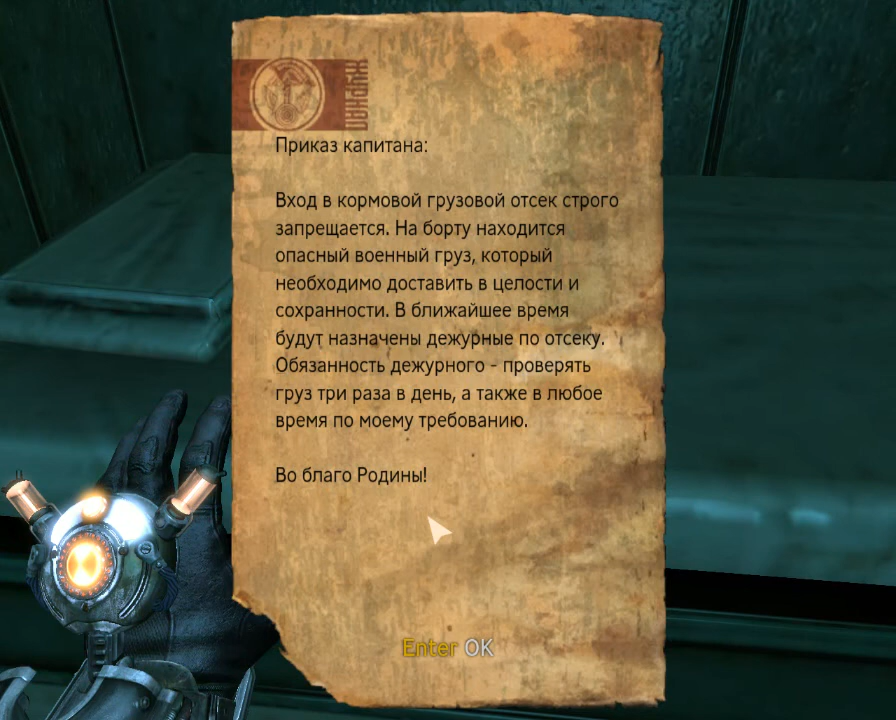 ЖУРНАЛ
Приказ капитана:
Вход в кормовой грузовой отсек строго
запрещается. На борту находится
опасный военный груз, который
необходимо доставить в целости и
сохранности. В ближайшее время
будут назначены дежурные по отсеку.
Обязанность дежурного - проверять
груз три раза в день, а также в любое
время по моему требованию.
Во благо Родины!
Enter OK